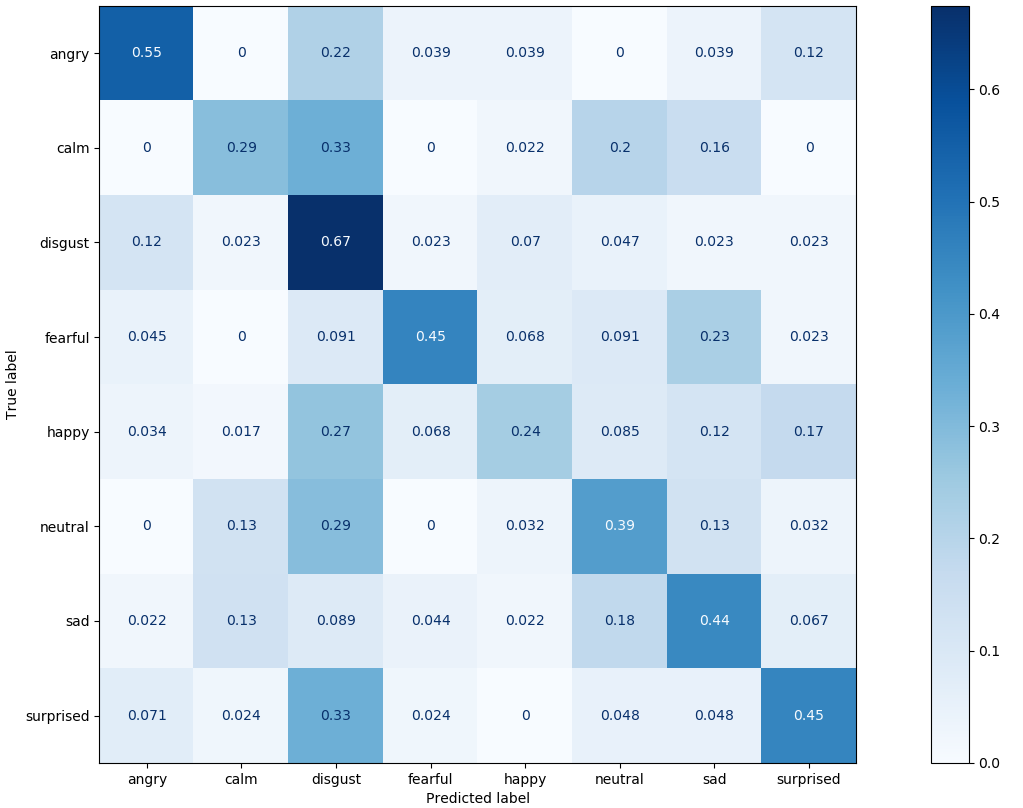 angry 0.55 0 0.22 0.039 0.039 0 0.039 0.12
calm 0 0.29 0.33 0 0.022 0.2 0.16 0
disgust 0.12 0.023 0.67 0.023 0.07 0.047 0.023 0.023
fearful 0.045 0 0.091 0.45 0.068 0.091 0.23 0.023
happy 0.034 0.017 0.27 0.068 0.24 0.085 0.12 0.17
neutral 0 0.13 0.29 0 0.032 0.39 0.13 0.032
sad 0.022 0.13 0.089 0.044 0.022 0.18 0.44 0.067
surprised 0.071 0.024 0.33 0.024 0 0.048 0.048 0.45
angry calm disgust fearful happy neutral sad surprised
Predicted label
True label
0.6
0.5
0.4
0.3
0.2
0.1
0.0